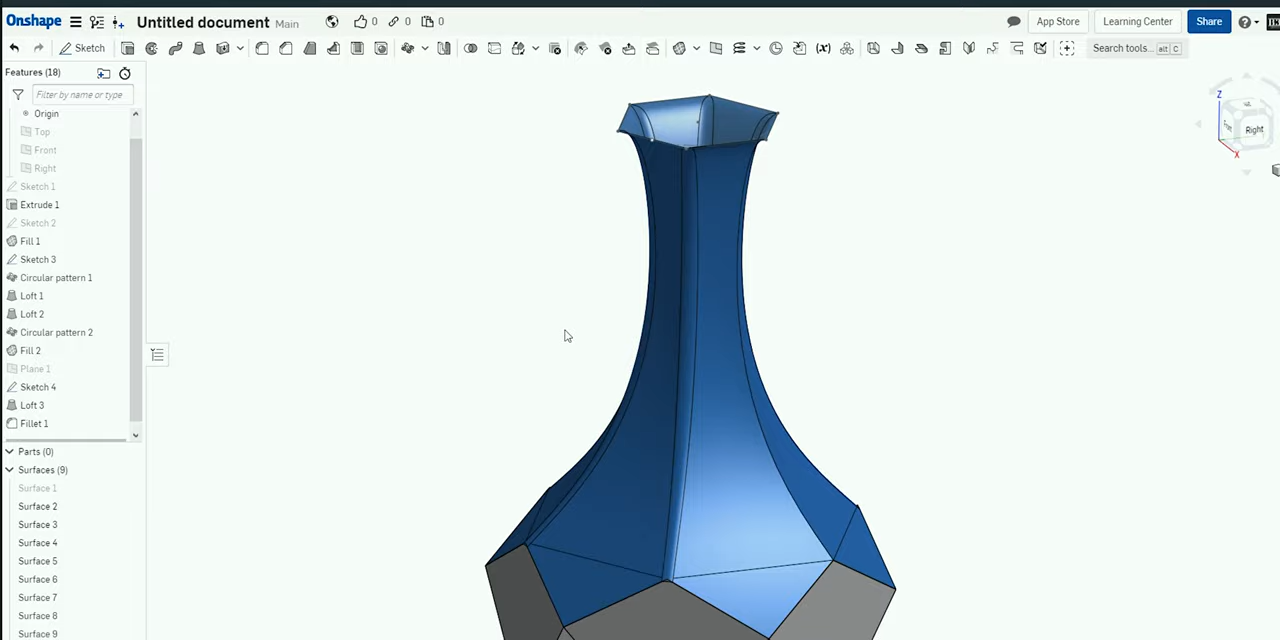 Onshape Untitled document Main 0 0 0 App Store Learning Center Share
Sketch Search tools... alt C
Features (18)
Filter by name or type
Origin
Top
Front
Right
Sketch 1
Extrude 1
Sketch 2
Fill 1
Sketch 3
Circular pattern 1
Loft 1
Loft 2
Circular pattern 2
Fill 2
Plane 1
Sketch 4
Loft 3
Fillet 1
Parts (0)
Surfaces (9)
Surface 1
Surface 2
Surface 3
Surface 4
Surface 5
Surface 6
Surface 7
Surface 8
Surface 9
Z
Front Right
X